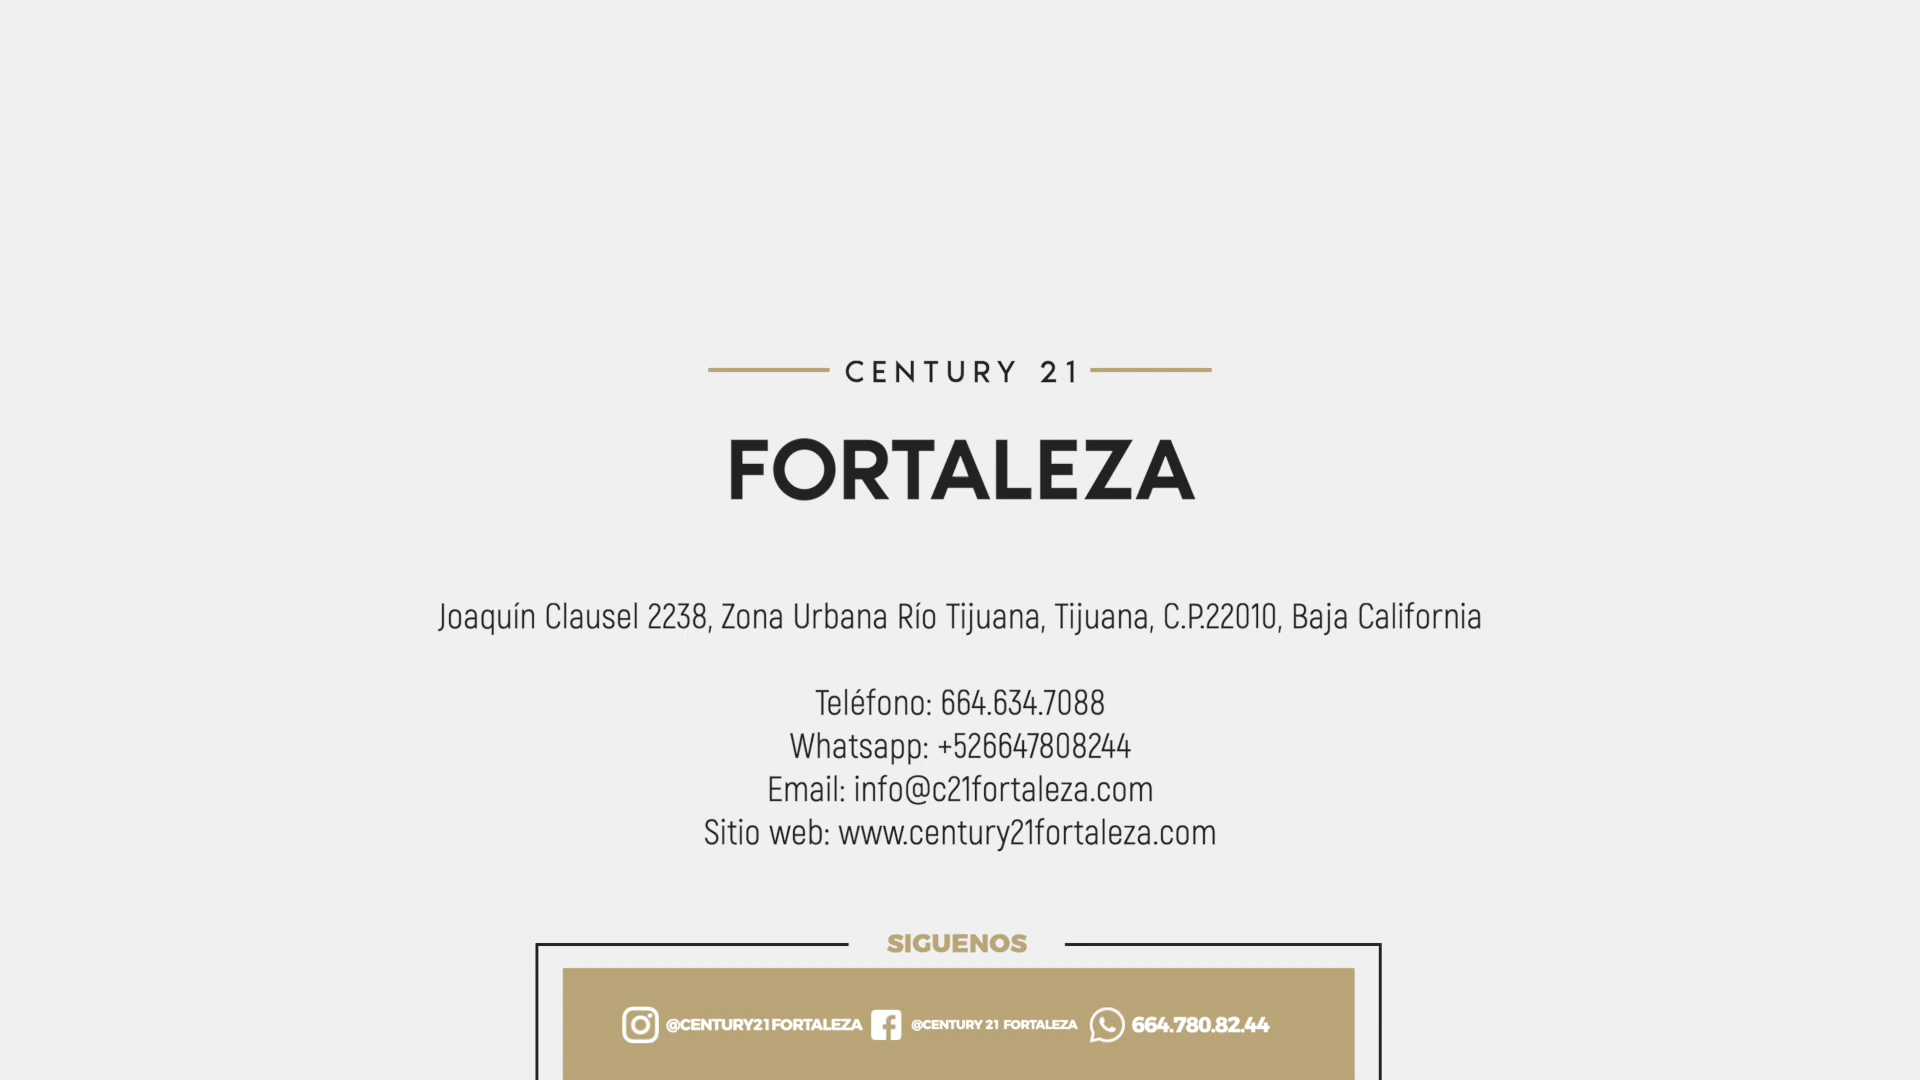 CENTURY 21
FORTALEZA
Joaquín Clausel 2238, Zona Urbana Río Tijuana, Tijuana, C.P.22010, Baja California
Teléfono: 664.634.7088
Whatsapp: +526647808244
Email: info@c21fortaleza.com
Sitio web: www.century21fortaleza.com
SIGUENOS
@CENTURY21FORTALEZA @CENTURY 21 FORTALEZA 664.780.82.44